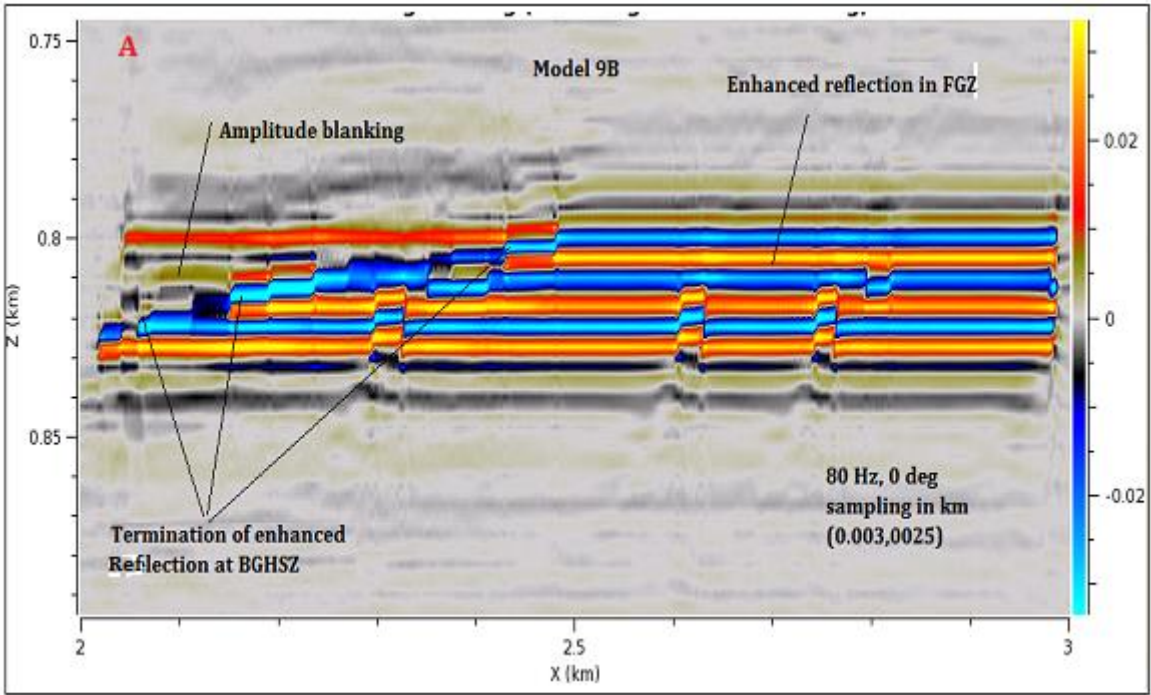 0.75
A
Model 9B
Enhanced reflection in FGZ
Amplitude blanking
0.02
0.8
0
Z (km)
0.85
-0.02
80 Hz, 0 deg
sampling in km
(0.003,0025)
Termination of enhanced
Reflection at BGHSZ
2
2.5
3
X (km)